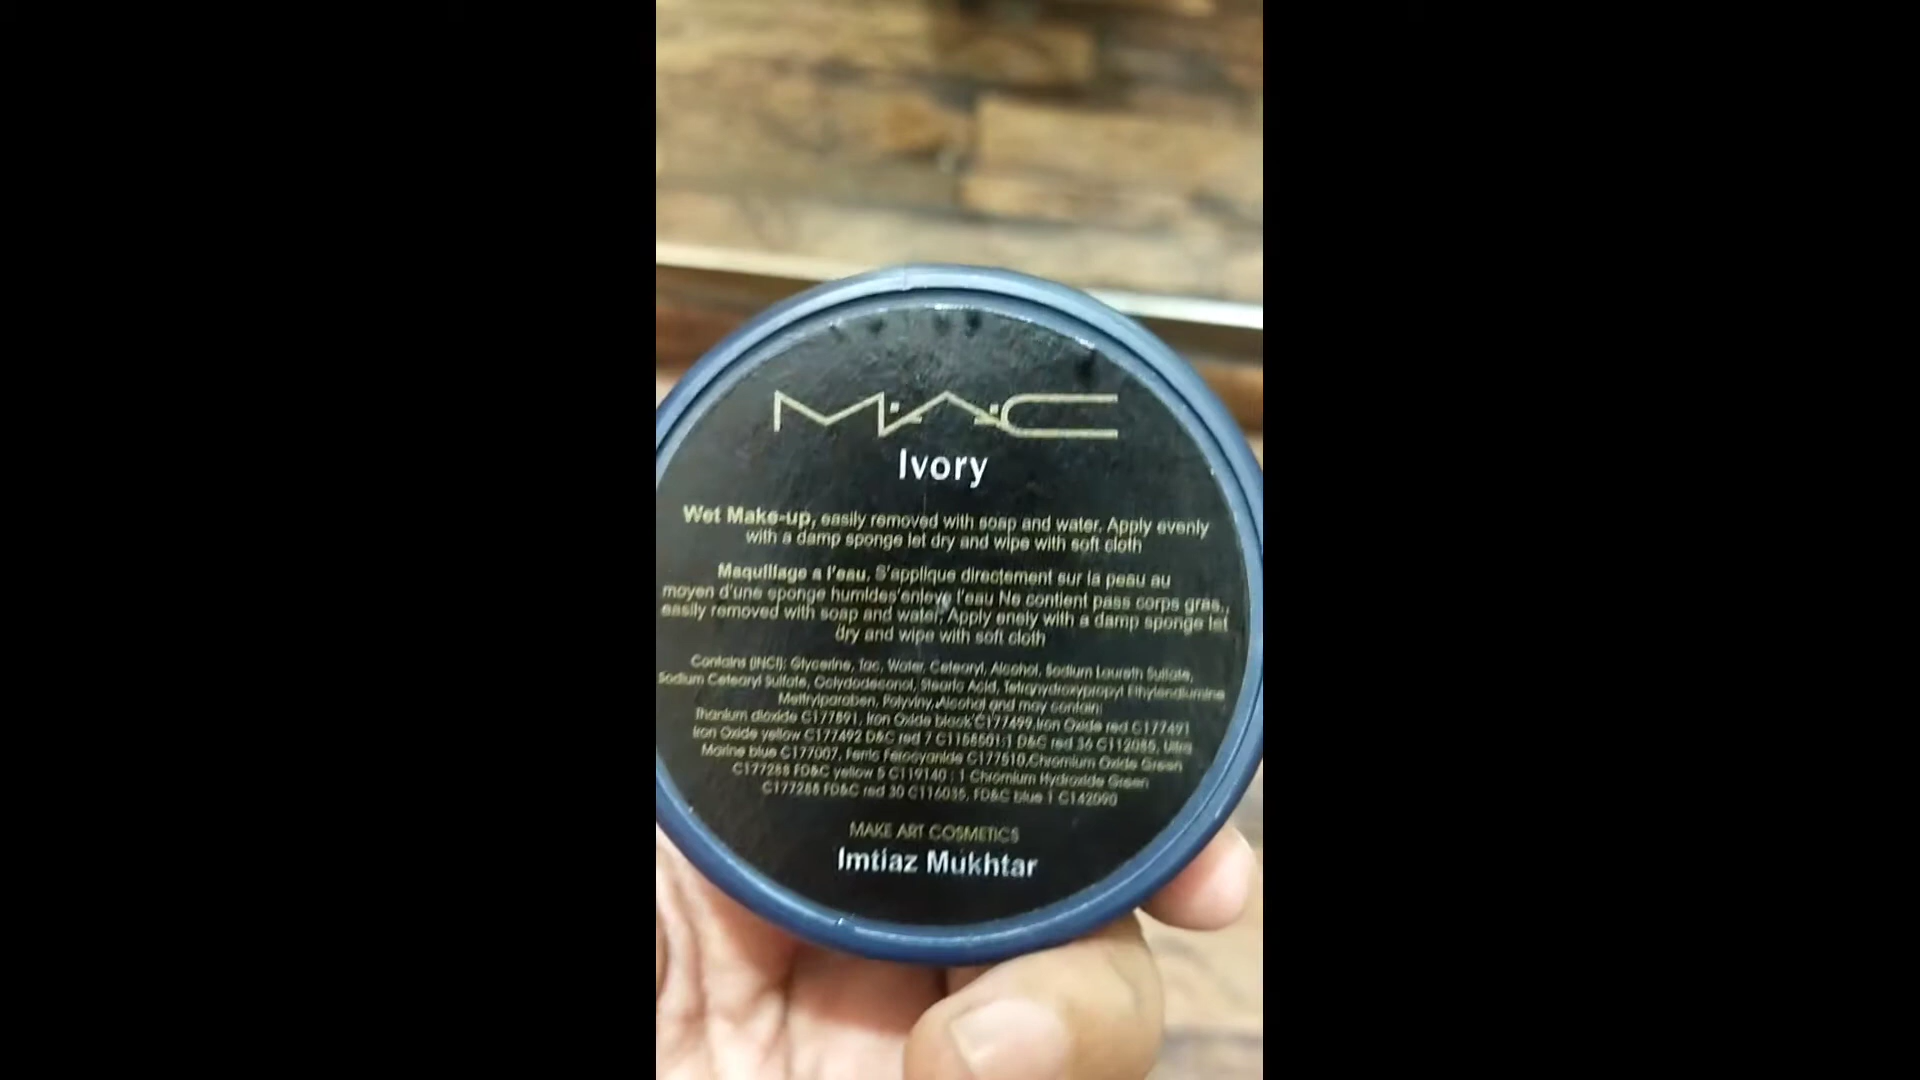 M·A·C
Ivory
Wet Make-up, easily removed with soap and water. Apply evenly
with a damp sponge let dry and wipe with soft cloth
Maquillage a l'eau, S'applique directement sur la peau au
moyen d'une sponge humides'enleve l'eau Ne contient pass corps gras.,
easily removed with soap and water, Apply enely with a damp sponge let
dry and wipe with soft cloth
Contains (INCI): Glycerine, Tac, Water, Cetearyl, Alcohol, Sodium Laureth Sulfate,
Sodium Cetearyl Sulfate, Octydodecanol, Stearic Acid, Tetrahydroxypropyl Ethylendiumine
Methylparaben, Polyviny, Alcohol and may contain:
Thanium dioxide C177891, Iron Oxide black C177499, Iron Oxide red C177491
Iron Oxide yellow C177492 D&C red 7 C1158501:1 D&C red 36 C112085, Ultra
Marine blue C177007, Ferric Ferocyanide C177510,Chromium Oxide Green
C177288 FD&C yellow 5 C119140 : 1 Chromium Hydroxide Green
C177288 FD&C red 30 C116035, FD&C blue 1 C142090
MAKE ART COSMETICS
Imtiaz Mukhtar